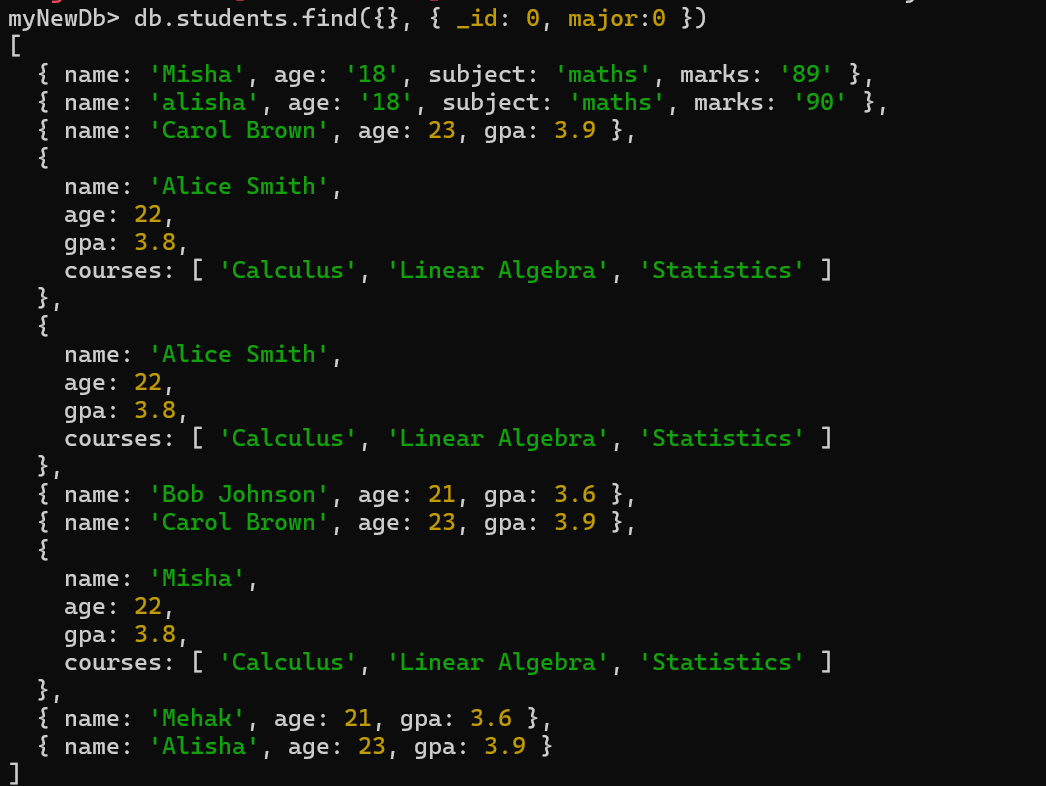 myNewDb> db.students.find({}, { _id: 0, major:0 })
[
  { name: 'Misha', age: '18', subject: 'maths', marks: '89' },
  { name: 'alisha', age: '18', subject: 'maths', marks: '90' },
  { name: 'Carol Brown', age: 23, gpa: 3.9 },
  {
    name: 'Alice Smith',
    age: 22,
    gpa: 3.8,
    courses: [ 'Calculus', 'Linear Algebra', 'Statistics' ]
  },
  {
    name: 'Alice Smith',
    age: 22,
    gpa: 3.8,
    courses: [ 'Calculus', 'Linear Algebra', 'Statistics' ]
  },
  { name: 'Bob Johnson', age: 21, gpa: 3.6 },
  { name: 'Carol Brown', age: 23, gpa: 3.9 },
  {
    name: 'Misha',
    age: 22,
    gpa: 3.8,
    courses: [ 'Calculus', 'Linear Algebra', 'Statistics' ]
  },
  { name: 'Mehak', age: 21, gpa: 3.6 },
  { name: 'Alisha', age: 23, gpa: 3.9 }
]